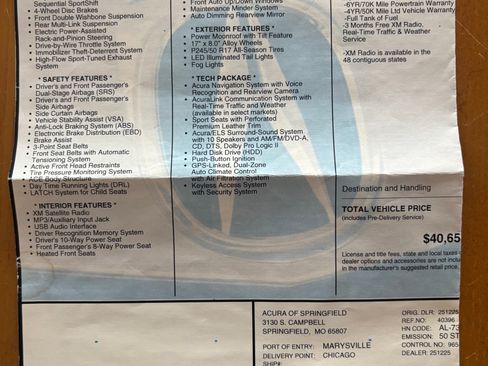 Sequential SportShift
4-Wheel Disc Brakes
Front Double Wishbone Suspension
Rear Multi-Link Suspension
Electric Power-Assisted
Rack-and-Pinion Steering
Drive-by-Wire Throttle System
Immobilizer Theft-Deterrent System
High-Flow Sport-Tuned Exhaust
System
* SAFETY FEATURES *
Driver's and Front Passenger's
Dual-Stage Airbags (SRS)
Driver's and Front Passenger's
Side Airbags
Side Curtain Airbags
Vehicle Stability Assist (VSA)
Anti-Lock Braking System (ABS)
Electronic Brake Distribution (EBD)
Brake Assist
3-Point Seat Belts
Front Seat Belts with Automatic
Tensioning System
Active Front Head Restraints
Tire Pressure Monitoring System
ACE Body Structure
Day Time Running Lights (DRL)
LATCH System for Child Seats
* INTERIOR FEATURES *
XM Satellite Radio
MP3/Auxiliary Input Jack
USB Audio Interface
Driver Recognition Memory System
Driver's 10-Way Power Seat
Front Passenger's 8-Way Power Seat
Heated Front Seats
Front Auto Up/Down Windows
Maintenance Minder System
Auto Dimming Rearview Mirror
* EXTERIOR FEATURES *
Power Moonroof with Tilt Feature
17" x 8.0" Alloy Wheels
P245/50 R17 All-Season Tires
LED Illuminated Tail Lights
Fog Lights
* TECH PACKAGE *
Acura Navigation System with Voice
Recognition and Rearview Camera
AcuraLink Communication System with
Real-Time Traffic and Weather
(available in select markets)
Sport Seats with Perforated
Premium Leather Trim
Acura/ELS Surround-Sound System
with 10 Speakers and AM/FM/DVD-A,
CD, DTS, Dolby Pro Logic II
Hard Disk Drive (HDD)
Push-Button Ignition
GPS-Linked, Dual-Zone
Auto Climate Control
with Air Filtration System
Keyless Access System
with Security System
-6YR/70K Mile Powertrain Warranty
-4YR/50K Mile Ltd Vehicle Warranty
-Full Tank of Fuel
-3 Months Free XM Radio,
Real-Time Traffic & Weather
Service
-XM Radio is available in the
48 contiguous states
Destination and Handling
TOTAL VEHICLE PRICE
(includes Pre-Delivery Service)
$40,65
License and title fees, state and local taxes
dealer options and accessories are not inclu
in the manufacturer's suggested retail price.
ACURA OF SPRINGFIELD
3130 S. CAMPBELL
SPRINGFIELD, MO 65807
PORT OF ENTRY: MARYSVILLE
DELIVERY POINT: CHICAGO
SHIP#:
ORIG. DLR: 251225
REF.NO: 40396
HN CODE: AL-73
EMISSION: 50 ST
CONTROL NO: 965
DEALER: 251225